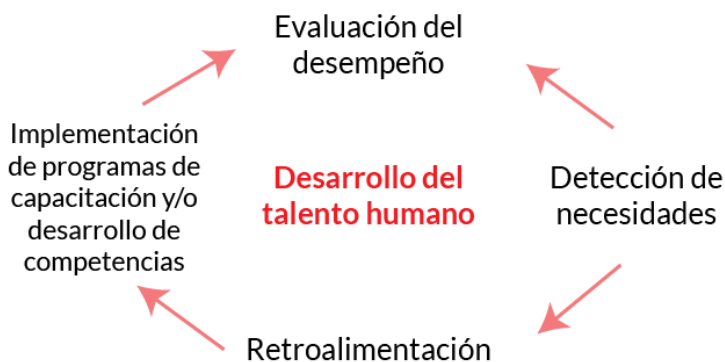 Evaluación del
desempeño
Implementación
de programas de
capacitación y/o
desarrollo de
competencias
Desarrollo del
talento humano
Detección de
necesidades
Retroalimentación